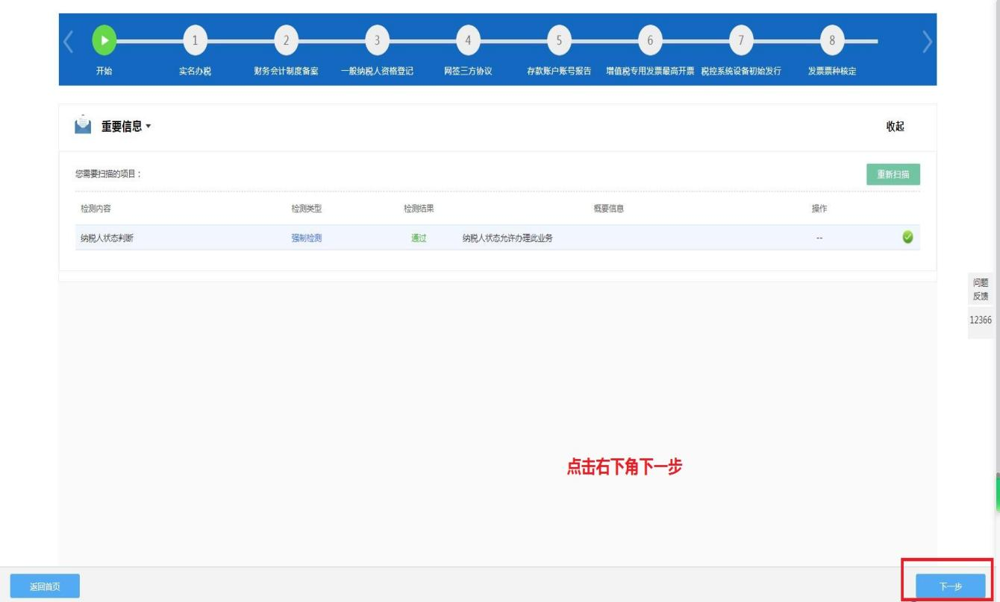 1 2 3 4 5 6 7 8
开始 实名办税 财务会计制度备案 一般纳税人资格登记 网签三方协议 存款账户账号报告 增值税专用发票最高开票 税控系统设备初始发行 发票票种核定
重要信息 收起
您需要扫描的项目： 重新扫描
检测内容 检测类型 检测结果 概要信息 操作
纳税人状态判断 强制检测 通过 纳税人状态允许办理此业务 --
问题
反馈
12366
点击右下角下一步
返回首页 下一步